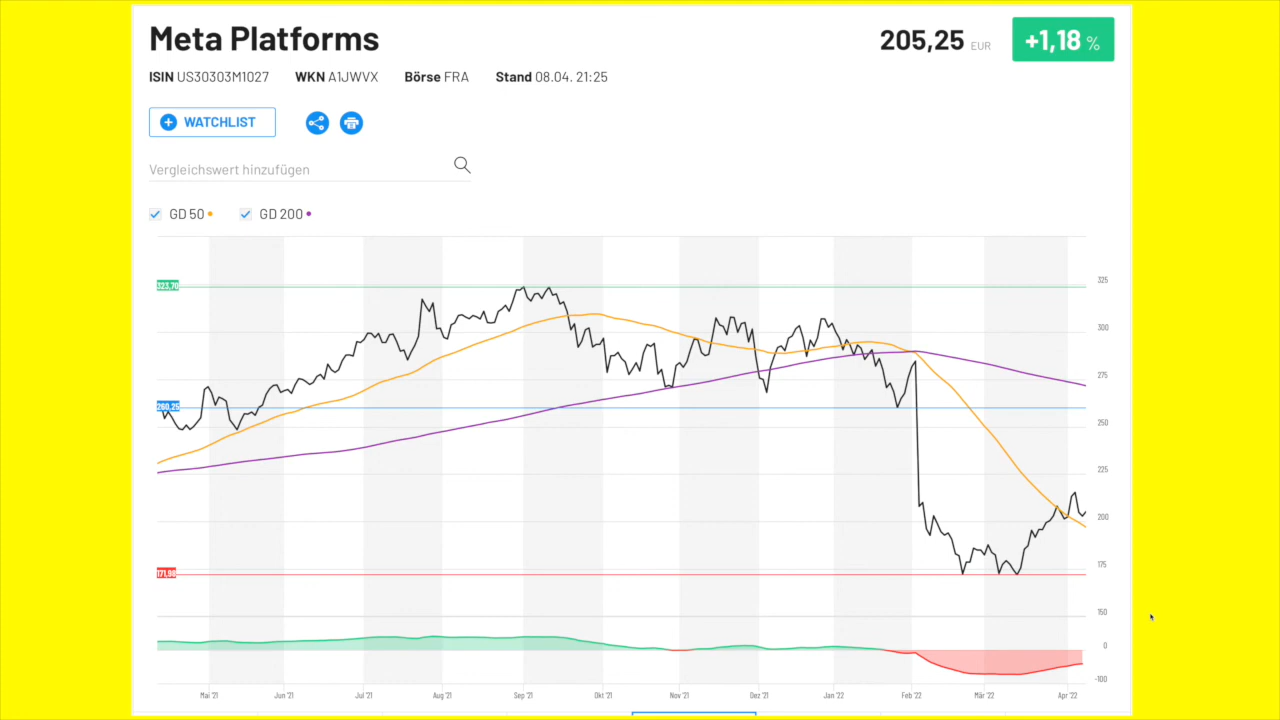 Meta Platforms
205,25 EUR
+1,18 %
ISIN US30303M1027 WKN A1JWVX Börse FRA Stand 08.04. 21:25
WATCHLIST
Vergleichswert hinzufügen
GD 50 GD 200
323,70
325
300
275
260,25
250
225
200
175
171,98
150
0
-100
Mai '21 Jun '21 Jul '21 Aug '21 Sep '21 Okt '21 Nov '21 Dez '21 Jan '22 Feb '22 Mär '22 Apr '22